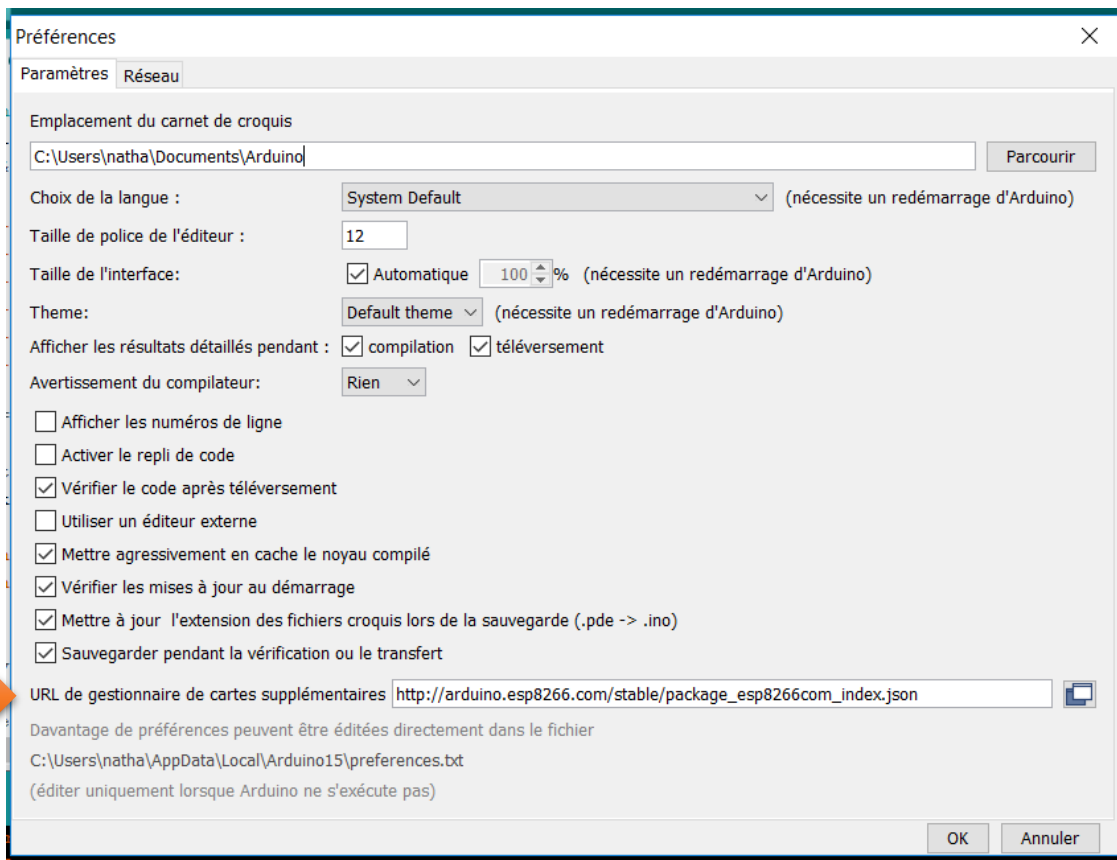 Préférences
Paramètres Réseau
Emplacement du carnet de croquis
C:\Users\natha\Documents\Arduino Parcourir
Choix de la langue : System Default (nécessite un redémarrage d'Arduino)
Taille de police de l'éditeur : 12
Taille de l'interface: Automatique 100 % (nécessite un redémarrage d'Arduino)
Theme: Default theme (nécessite un redémarrage d'Arduino)
Afficher les résultats détaillés pendant : compilation téléversement
Avertissement du compilateur: Rien
Afficher les numéros de ligne
Activer le repli de code
Vérifier le code après téléversement
Utiliser un éditeur externe
Mettre agressivement en cache le noyau compilé
Vérifier les mises à jour au démarrage
Mettre à jour l'extension des fichiers croquis lors de la sauvegarde (.pde -> .ino)
Sauvegarder pendant la vérification ou le transfert
URL de gestionnaire de cartes supplémentaires http://arduino.esp8266.com/stable/package_esp8266com_index.json
Davantage de préférences peuvent être éditées directement dans le fichier
C:\Users\natha\AppData\Local\Arduino15\preferences.txt
(éditer uniquement lorsque Arduino ne s'exécute pas)
OK Annuler